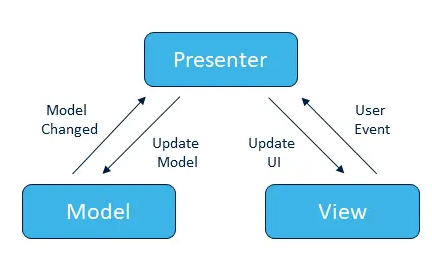 Presenter
Model
Changed
Update
Model
Update
UI
User
Event
Model
View